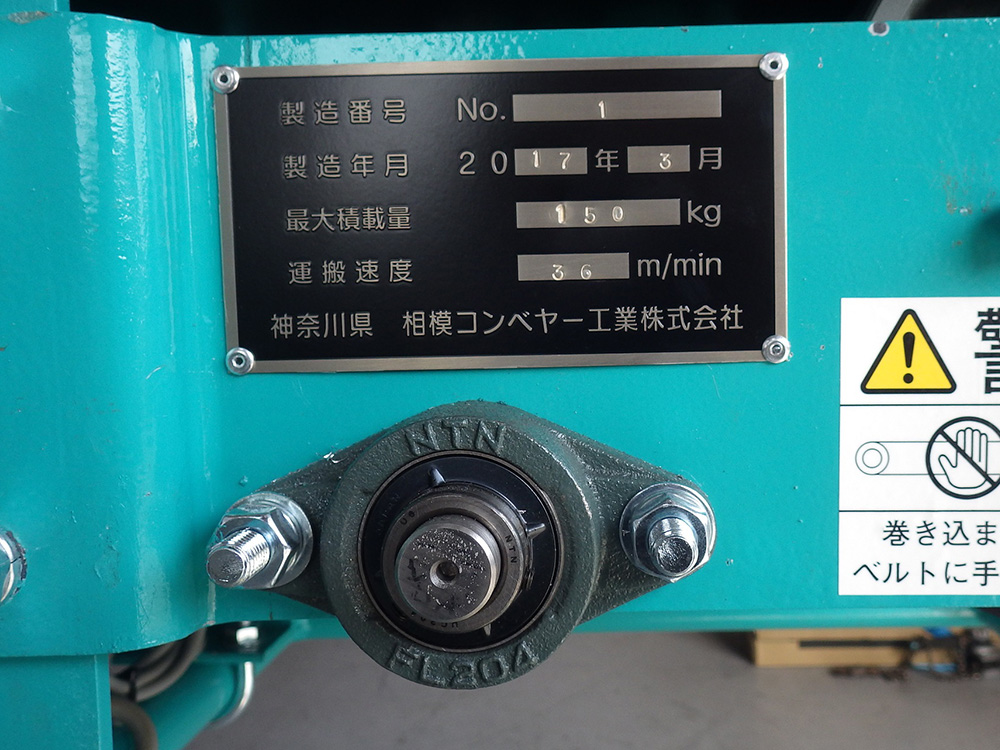 製造番号 No. 1
製造年月 2017年3月
最大積載量 150 kg
運搬速度 36 m/min
神奈川県 相模コンベヤー工業株式会社
警
巻き込ま
ベルトに手
NTN
NTN
FL204